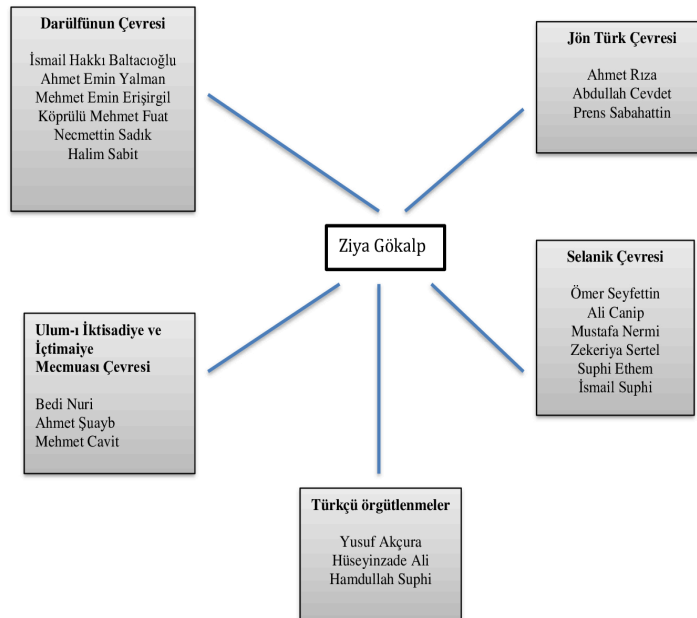 Darülfünun Çevresi
İsmail Hakkı Baltacıoğlu
Ahmet Emin Yalman
Mehmet Emin Erişirgil
Köprülü Mehmet Fuat
Necmettin Sadık
Halim Sabit
Jön Türk Çevresi
Ahmet Rıza
Abdullah Cevdet
Prens Sabahattin
Ziya Gökalp
Selanik Çevresi
Ömer Seyfettin
Ali Canip
Mustafa Nermi
Zekeriya Sertel
Suphi Ethem
İsmail Suphi
Ulum-ı İktisadiye ve
İçtimaiye
Mecmuası Çevresi
Bedi Nuri
Ahmet Şuayb
Mehmet Cavit
Türkçü örgütlenmeler
Yusuf Akçura
Hüseyinzade Ali
Hamdullah Suphi